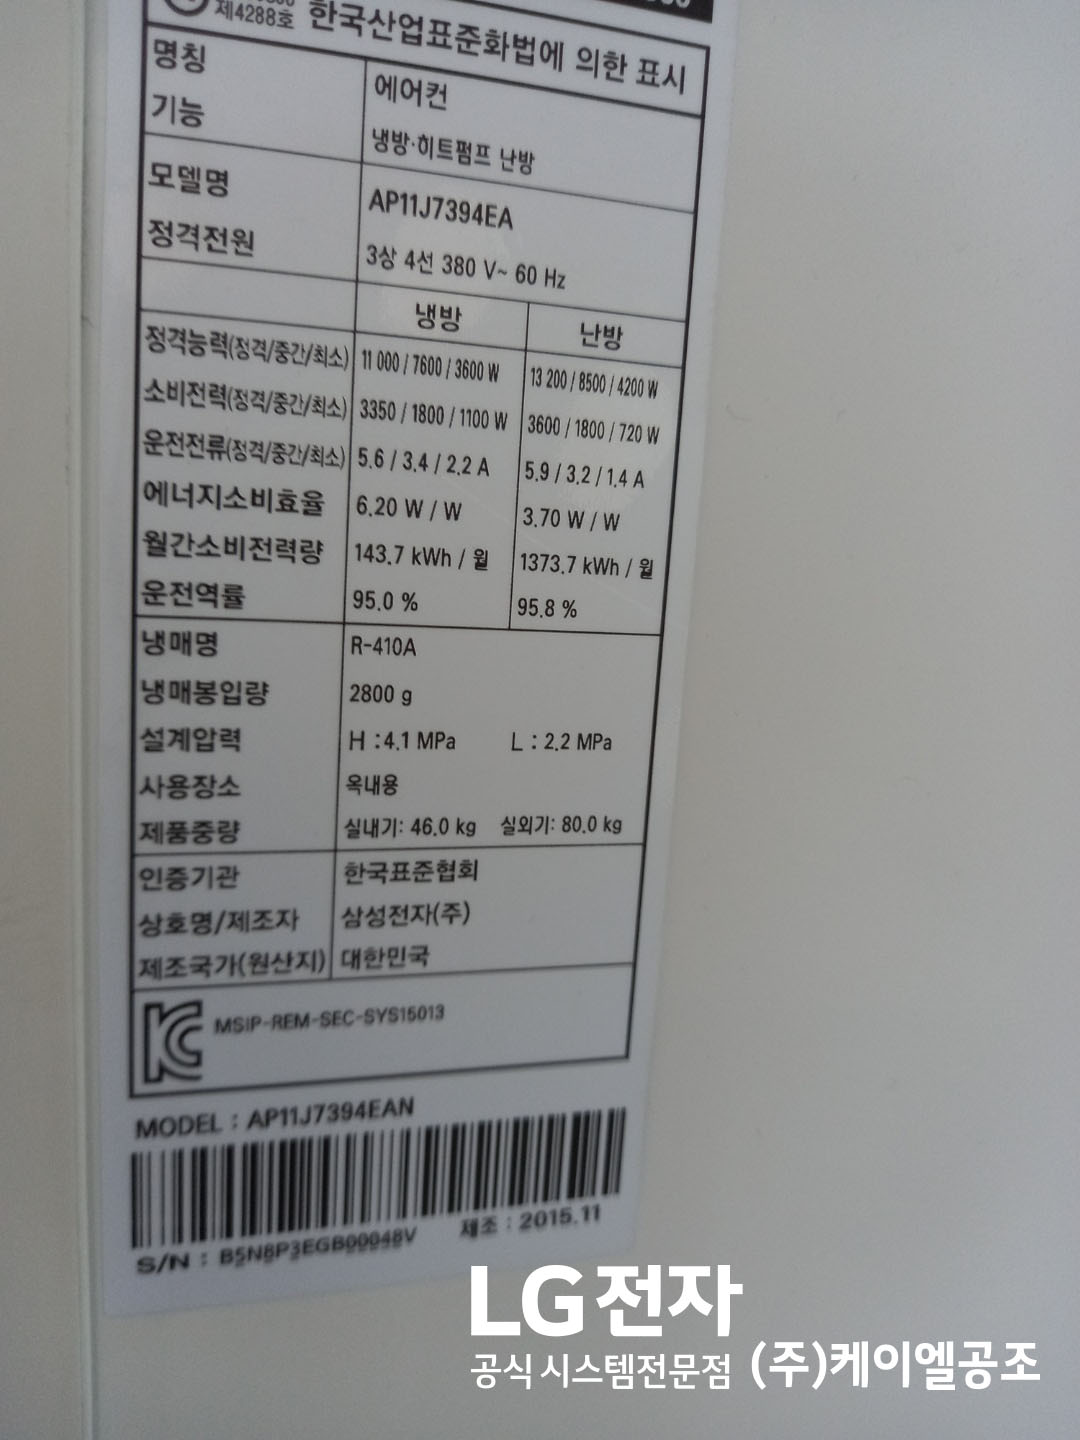 제4288호 한국산업표준화법에 의한 표시
명칭 에어컨
기능 냉방·히트펌프 난방
모델명 AP11J7394EA
정격전원 3상 4선 380 V~ 60 Hz
냉방 난방
정격능력(정격/중간/최소) 11 000 / 7600 / 3600 W 13 200 / 8500 / 4200 W
소비전력(정격/중간/최소) 3350 / 1800 / 1100 W 3600 / 1800 / 720 W
운전전류(정격/중간/최소) 5.6 / 3.4 / 2.2 A 5.9 / 3.2 / 1.4 A
에너지소비효율 6.20 W / W 3.70 W / W
월간소비전력량 143.7 kWh / 월 1373.7 kWh / 월
운전역률 95.0 % 95.8 %
냉매명 R-410A
냉매봉입량 2800 g
설계압력 H : 4.1 MPa L : 2.2 MPa
사용장소 옥내용
제품중량 실내기: 46.0 kg 실외기: 80.0 kg
인증기관 한국표준협회
상호명/제조자 삼성전자(주)
제조국가(원산지) 대한민국
MSIP-REM-SEC-SYS15013
MODEL : AP11J7394EAN
S/N : B5N8P3EGB00048V 제조 : 2015.11
LG전자
공식 시스템전문점 (주)케이엘공조